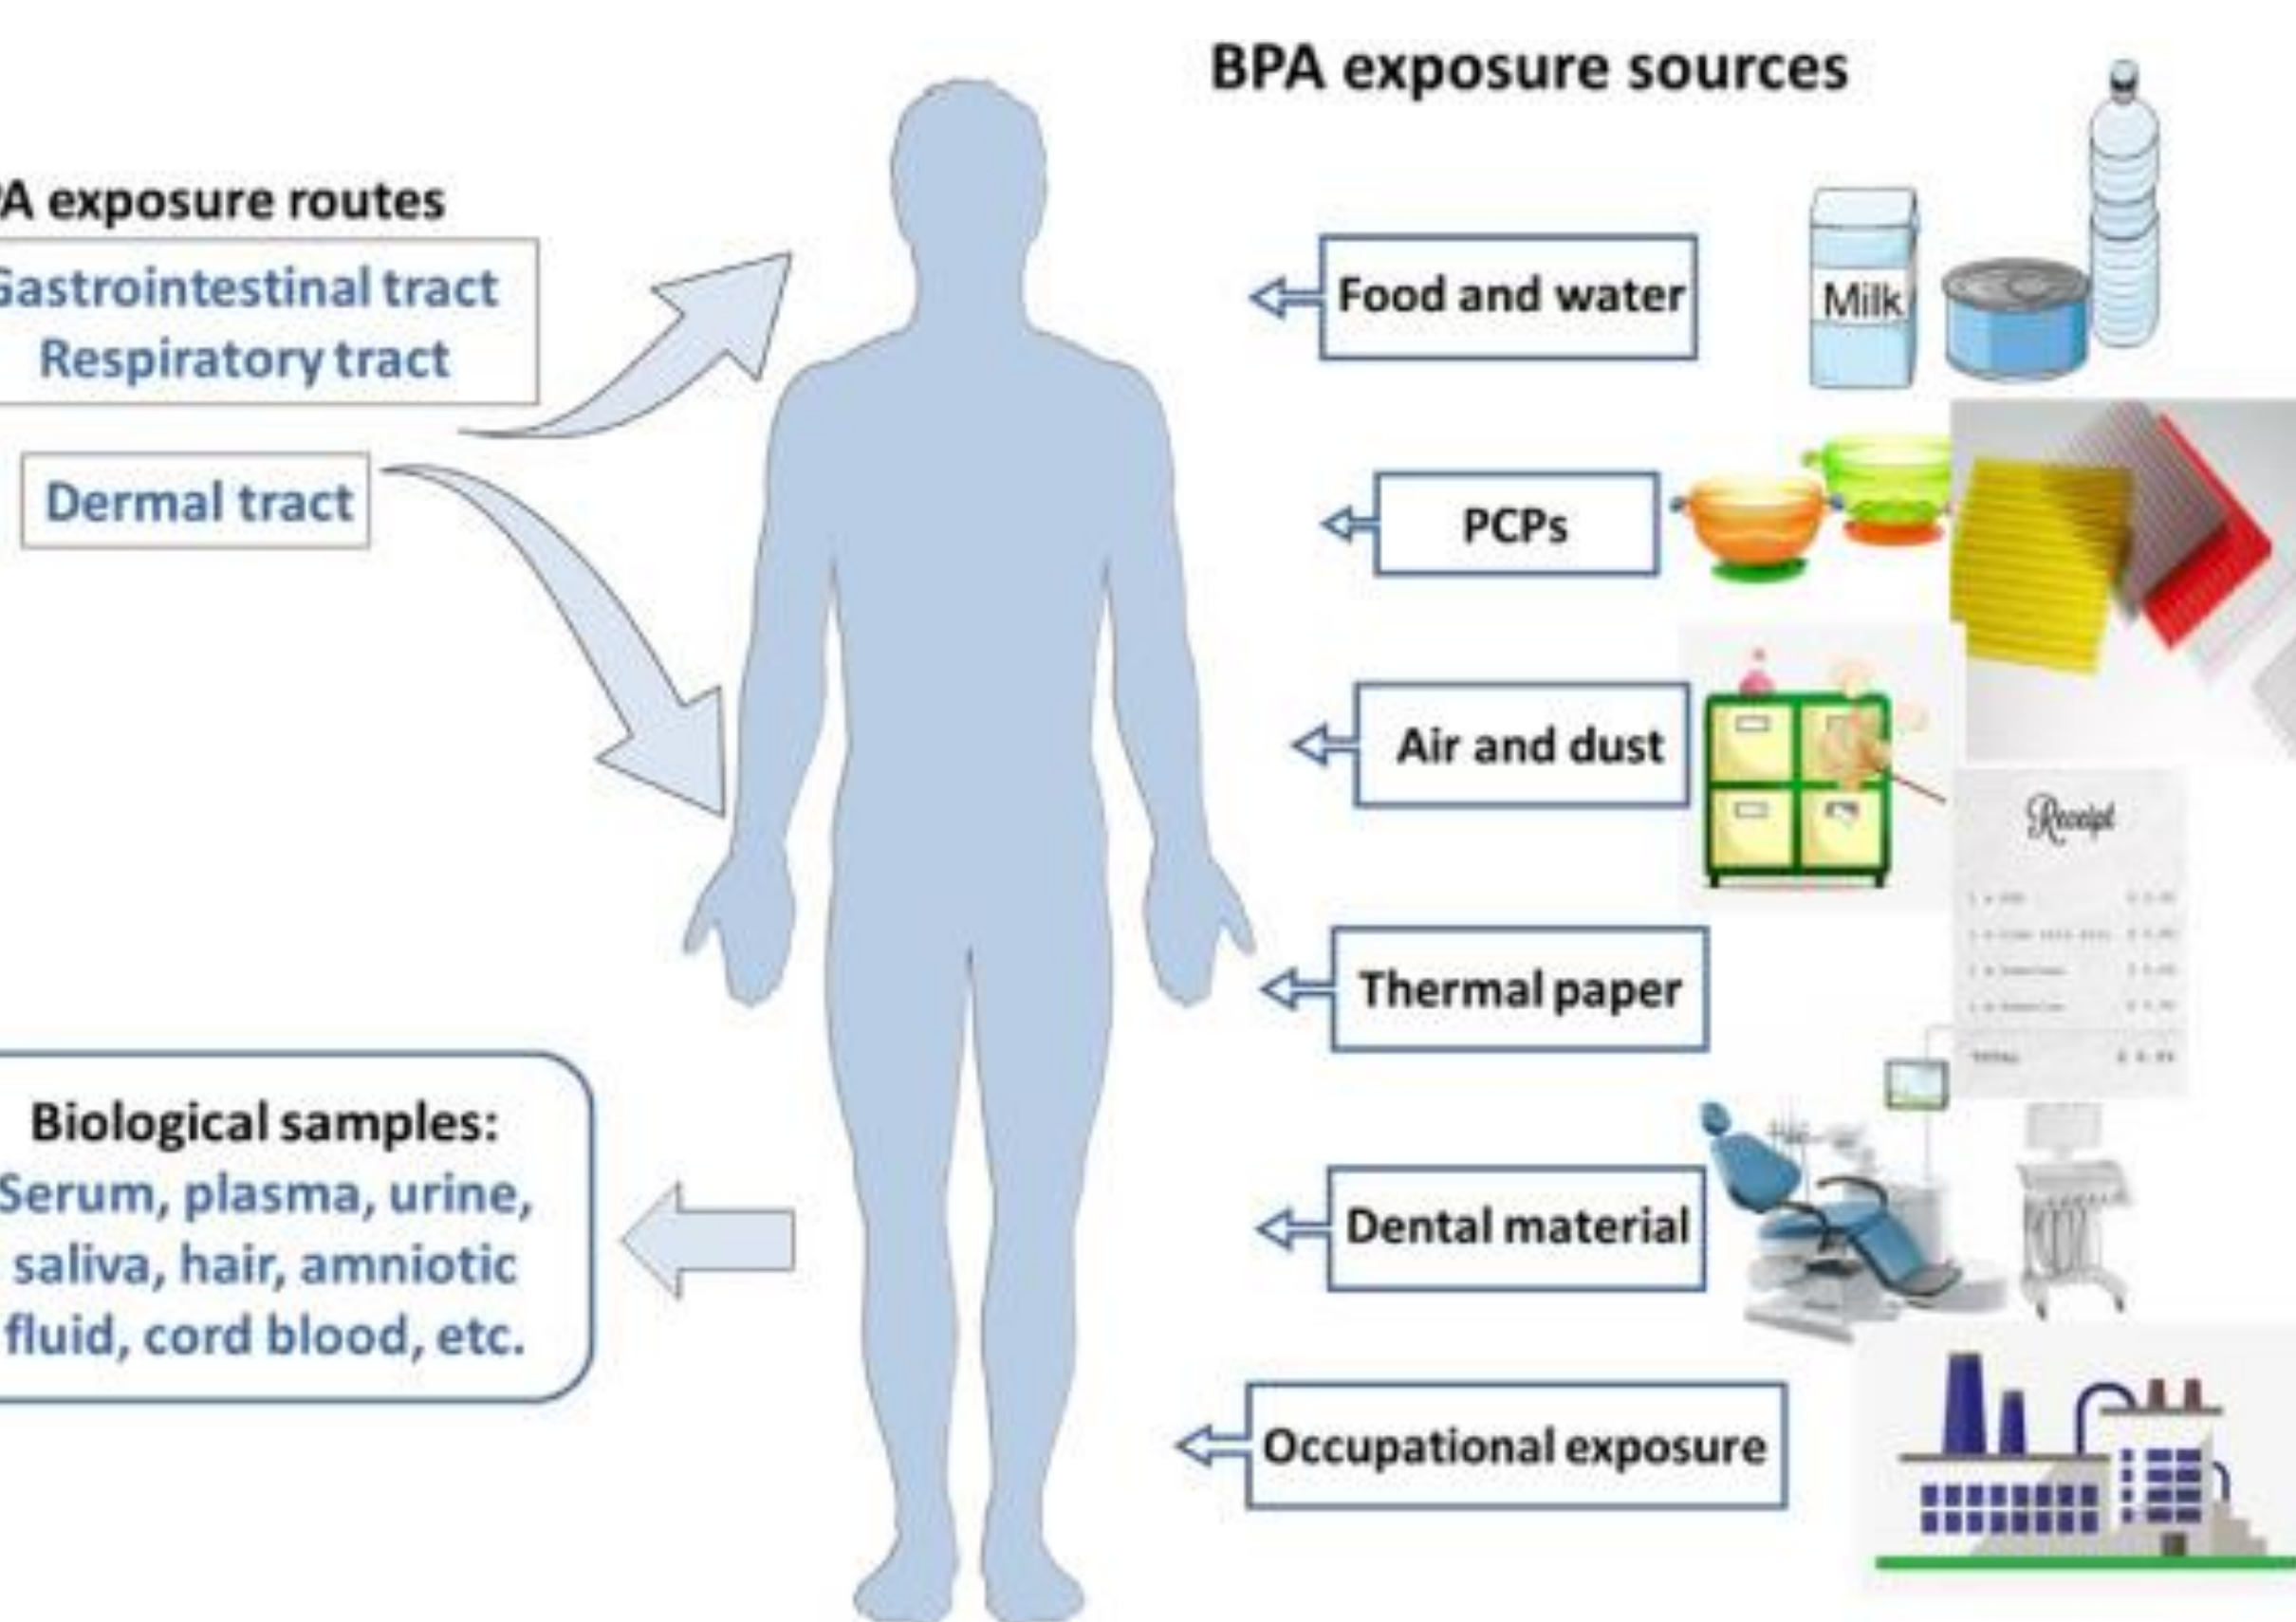 BPA exposure sources
PA exposure routes
Gastrointestinal tract
Respiratory tract
Dermal tract
Food and water
Milk
PCPs
Air and dust
Receipt
Thermal paper
TOTAL
Biological samples:
Serum, plasma, urine,
saliva, hair, amniotic
fluid, cord blood, etc.
Dental material
Occupational exposure